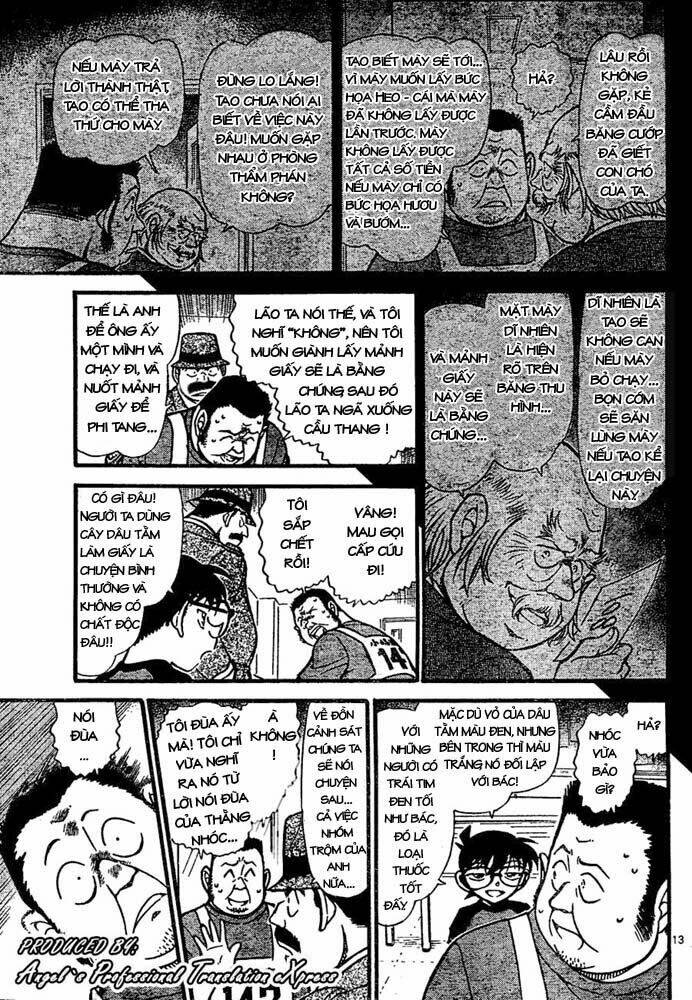 LÂU RỒI
KHÔNG
GẶP, KẺ
CẦM ĐẦU
BĂNG CƯỚP
ĐÃ GIẾT
CON CHÓ
CỦA TA.
HẢ?
TAO BIẾT MÀY SẼ TỚI...
VÌ MÀY MUỐN LẤY BỨC
HỌA HEO - CÁI MÀ MÀY
ĐÃ KHÔNG LẤY ĐƯỢC
LẦN TRƯỚC. MÀY
KHÔNG LẤY ĐƯỢC
TẤT CẢ SỐ TIỀN
NẾU MÀY CHỈ CÓ
BỨC HỌA HƯƠU
VÀ BƯỚM...
ĐỪNG LO LẮNG!
TAO CHƯA NÓI AI
BIẾT VỀ VIỆC NÀY
ĐÂU! MUỐN GẶP
NHAU Ở PHÒNG
THẨM PHÁN
KHÔNG?
NẾU MÀY TRẢ
LỜI THÀNH THẬT,
TAO CÓ THỂ THA
THỨ CHO MÀY.
DĨ NHIÊN LÀ
TAO SẼ
KHÔNG CAN
NẾU MÀY
BỎ CHẠY...
BỌN CỚM
SẼ SĂN
LÙNG MÀY
NẾU TAO KỂ
LẠI CHUYỆN
NÀY.
MẶT MÀY
DĨ NHIÊN
LÀ HIỆN
RÕ TRÊN
BĂNG THU
HÌNH...
VÀ MẢNH
GIẤY
NÀY SẼ
LÀ BẰNG
CHỨNG...
LÃO TA NÓI THẾ, VÀ TÔI
NGHĨ "KHÔNG", NÊN TÔI
MUỐN GIÀNH LẤY MẢNH
GIẤY SẼ LÀ BẰNG
CHỨNG, SAU ĐÓ
LÃO TA NGÃ XUỐNG
CẦU THANG !
THẾ LÀ ANH
ĐỂ ÔNG ẤY
MỘT MÌNH VÀ
CHẠY ĐI, VÀ
NUỐT MẢNH
GIẤY ĐỂ
PHI TANG...
VÂNG!
MAU GỌI
CẤP CỨU
ĐI!
TÔI
SẮP
CHẾT
RỒI!
CÓ GÌ ĐÂU!
NGƯỜI TA DÙNG
CÂY DÂU TẰM
LÀM GIẤY LÀ
CHUYỆN BÌNH
THƯỜNG VÀ
KHÔNG CÓ
CHẤT ĐỘC
ĐÂU!!
14
HẢ?
NHÓC
VỪA
BẢO
GÌ?
MẶC DÙ VỎ CỦA DÂU
TẰM MÀU ĐEN, NHƯNG
BÊN TRONG THÌ MÀU
TRẮNG NÓ ĐỐI LẬP
VỚI BÁC!
VỚI
NHỮNG
NGƯỜI CÓ
TRÁI TIM
ĐEN TỐI
NHƯ BÁC,
ĐÓ LÀ
LOẠI
THUỐC
TỐT
ĐẤY.
VỀ ĐỒN
CẢNH SÁT
CHÚNG TA
SẼ NÓI
CHUYỆN
SAU...
CẢ VIỆC
NHÓM
TRỘM CỦA
ANH
NỮA...
À
KHÔNG
!
TÔI ĐÙA ẤY
MÀ! TÔI CHỈ
VỪA NGHĨ
RA NÓ TỪ
LỜI NÓI ĐÙA
CỦA THẰNG
NHÓC...
NÓI
ĐÙA
...
142
13
PRODUCED BY:
Angel's Professional Translation eXpress